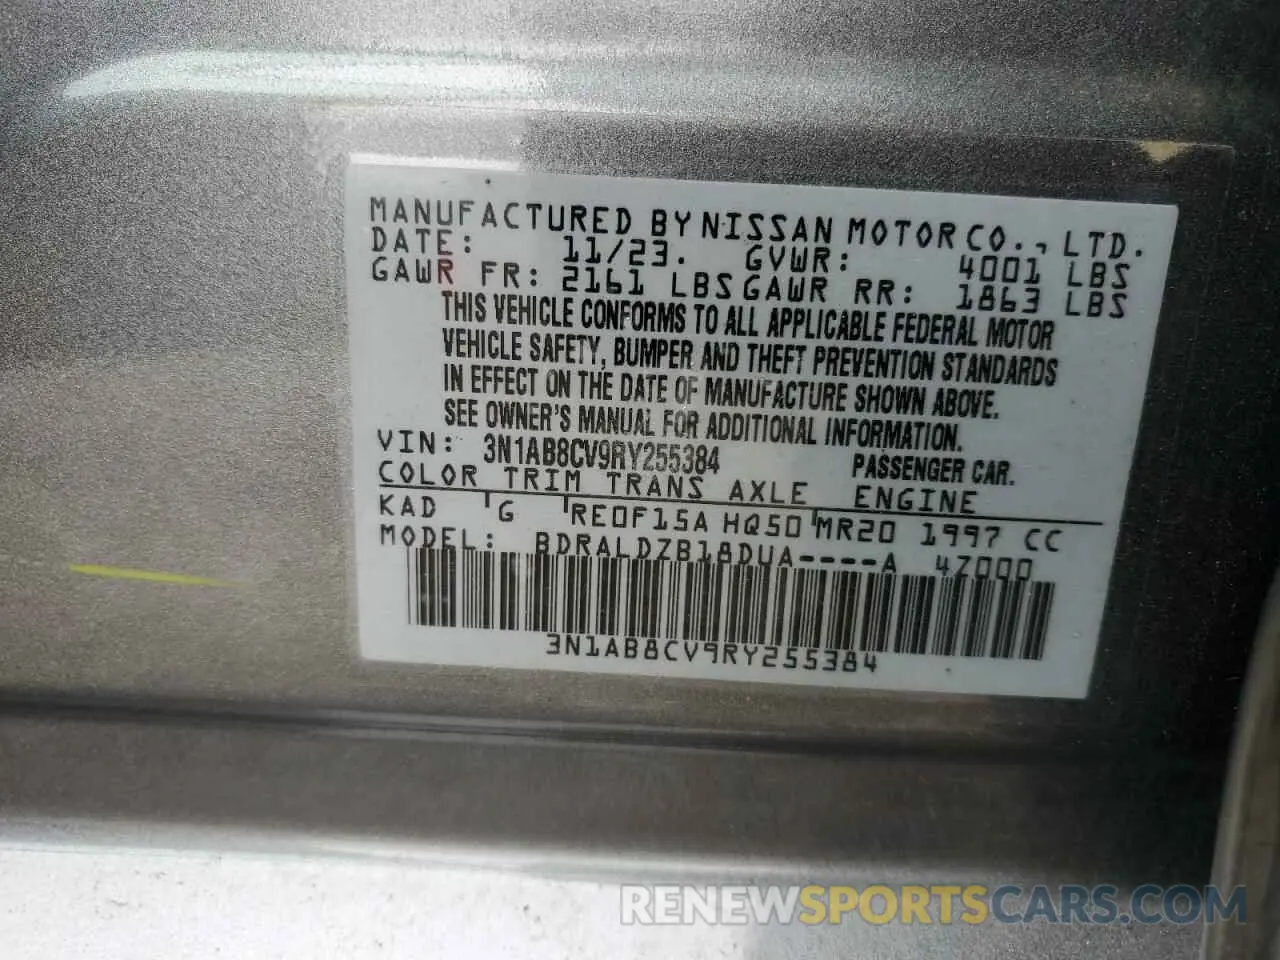 MANUFACTURED BY NISSAN MOTOR CO., LTD.
DATE: 11/23. GVWR: 4001 LBS
GAWR FR: 2161 LBS GAWR RR: 1863 LBS
THIS VEHICLE CONFORMS TO ALL APPLICABLE FEDERAL MOTOR
VEHICLE SAFETY, BUMPER AND THEFT PREVENTION STANDARDS
IN EFFECT ON THE DATE OF MANUFACTURE SHOWN ABOVE.
SEE OWNER'S MANUAL FOR ADDITIONAL INFORMATION.
VIN: 3N1AB8CV9RY255384 PASSENGER CAR.
COLOR TRIM TRANS AXLE ENGINE
KAD G RE0F15A HQ50 MR20 1997 CC
MODEL: BDRALDZB18DUA----A 4Z000
3N1AB8CV9RY255384
RENEWSPORTSCARS.COM